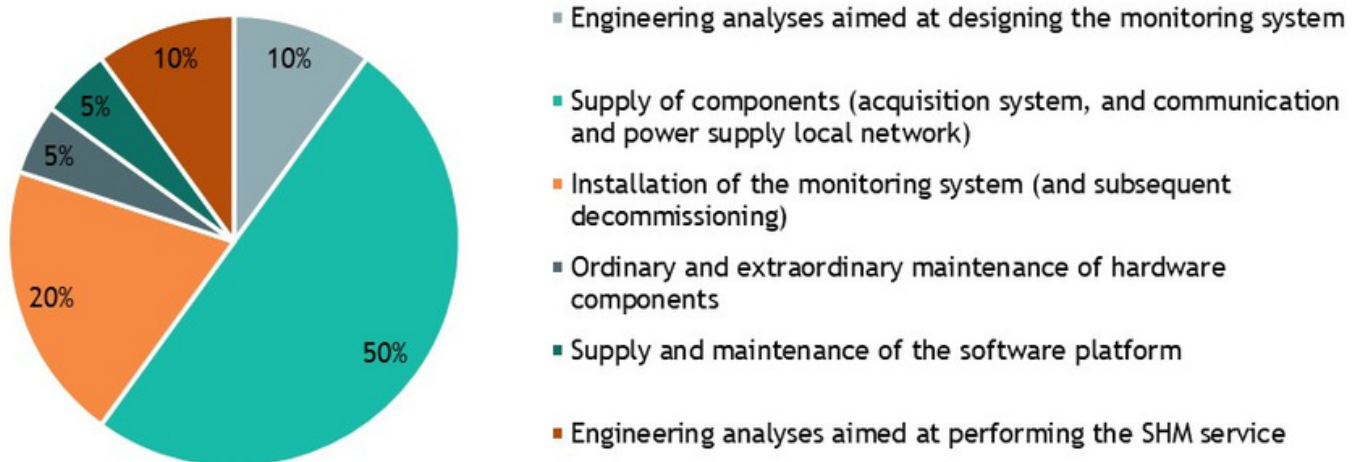 10%
10%
5%
5%
20%
50%
Engineering analyses aimed at designing the monitoring system
Supply of components (acquisition system, and communication
and power supply local network)
Installation of the monitoring system (and subsequent
decommissioning)
Ordinary and extraordinary maintenance of hardware
components
Supply and maintenance of the software platform
Engineering analyses aimed at performing the SHM service